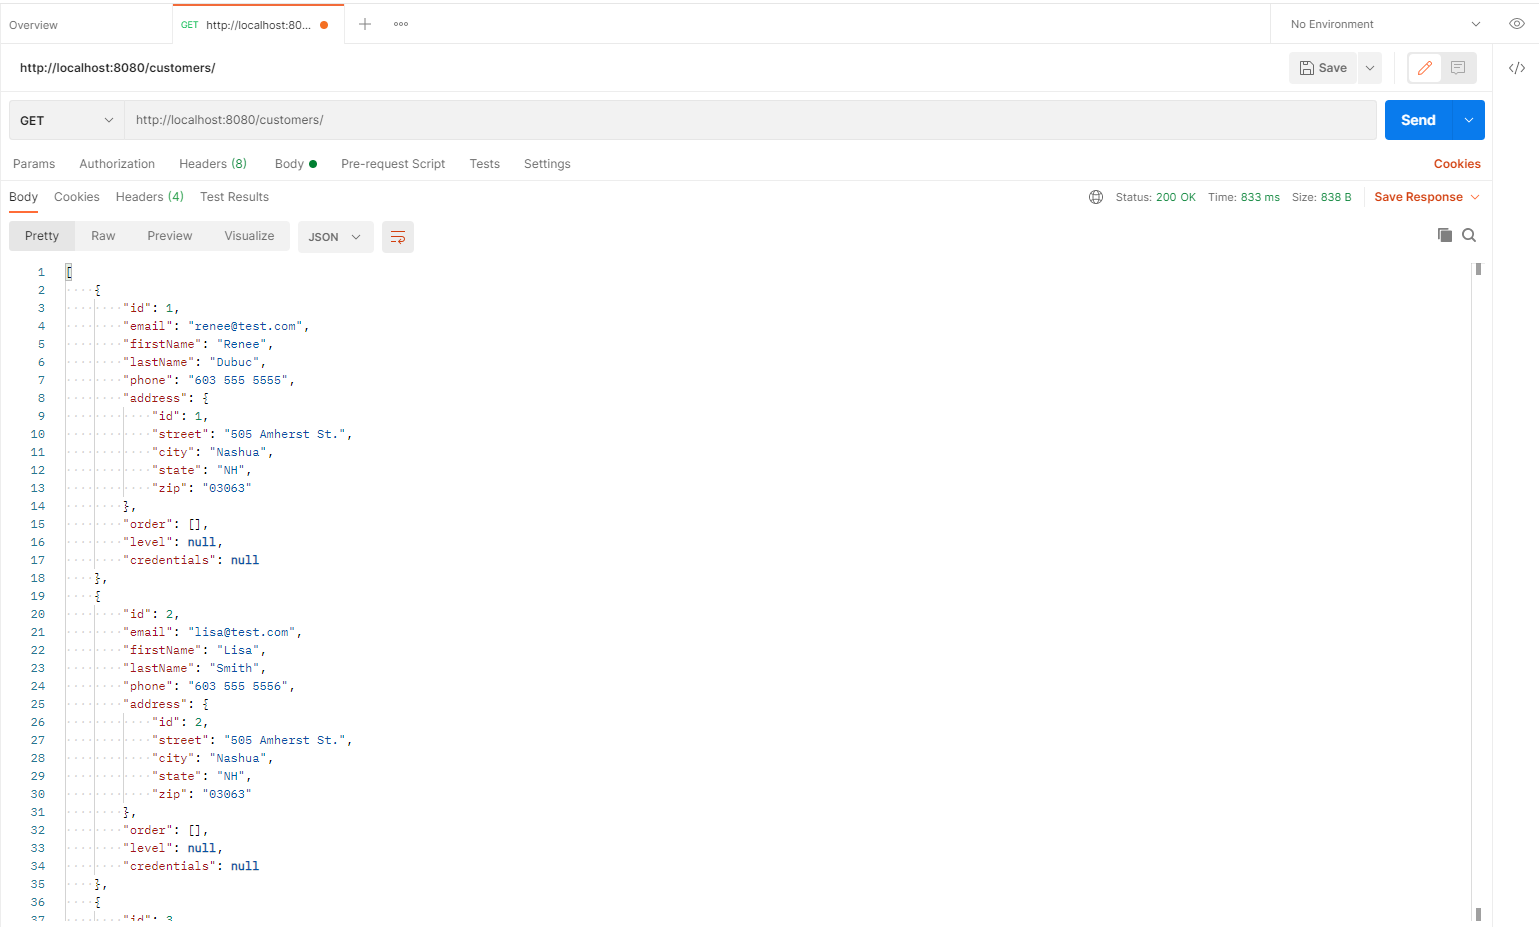 Overview
GET http://localhost:80...
No Environment
http://localhost:8080/customers/
Save
GET http://localhost:8080/customers/
Send
Params Authorization Headers (8) Body Pre-request Script Tests Settings
Cookies
Body Cookies Headers (4) Test Results
Status: 200 OK Time: 833 ms Size: 838 B Save Response
Pretty Raw Preview Visualize JSON
1 [
2 {
3 "id": 1,
4 "email": "renee@test.com",
5 "firstName": "Renee",
6 "lastName": "Dubuc",
7 "phone": "603 555 5555",
8 "address": {
9 "id": 1,
10 "street": "505 Amherst St.",
11 "city": "Nashua",
12 "state": "NH",
13 "zip": "03063"
14 },
15 "order": [],
16 "level": null,
17 "credentials": null
18 },
19 {
20 "id": 2,
21 "email": "lisa@test.com",
22 "firstName": "Lisa",
23 "lastName": "Smith",
24 "phone": "603 555 5556",
25 "address": {
26 "id": 2,
27 "street": "505 Amherst St.",
28 "city": "Nashua",
29 "state": "NH",
30 "zip": "03063"
31 },
32 "order": [],
33 "level": null,
34 "credentials": null
35 },
36 {
37 "id": 3